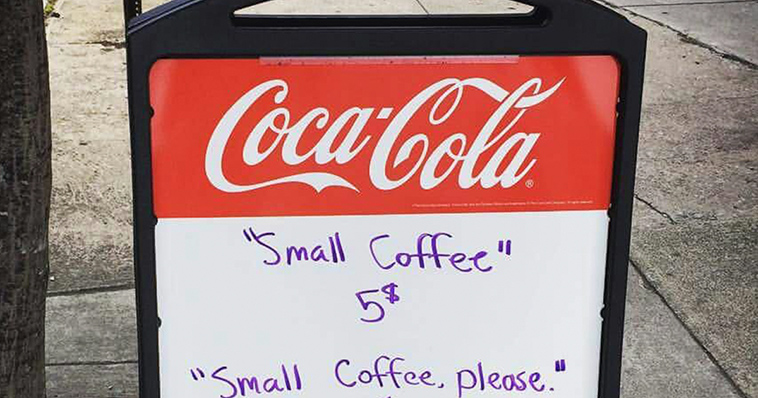 Coca-Cola
"Small Coffee"
5$
"Small Coffee, please."